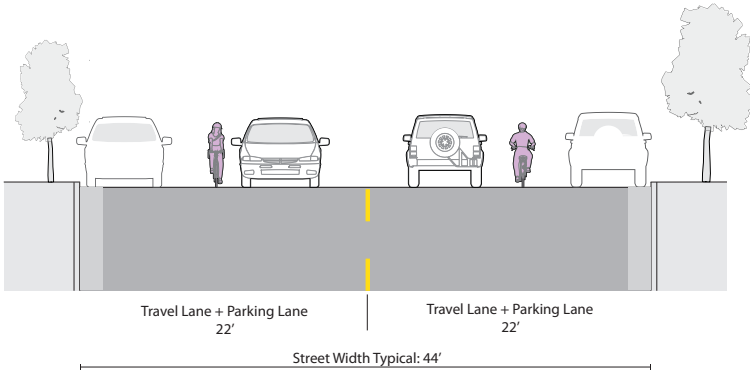 Travel Lane + Parking Lane
22′
Travel Lane + Parking Lane
22′
Street Width Typical: 44′